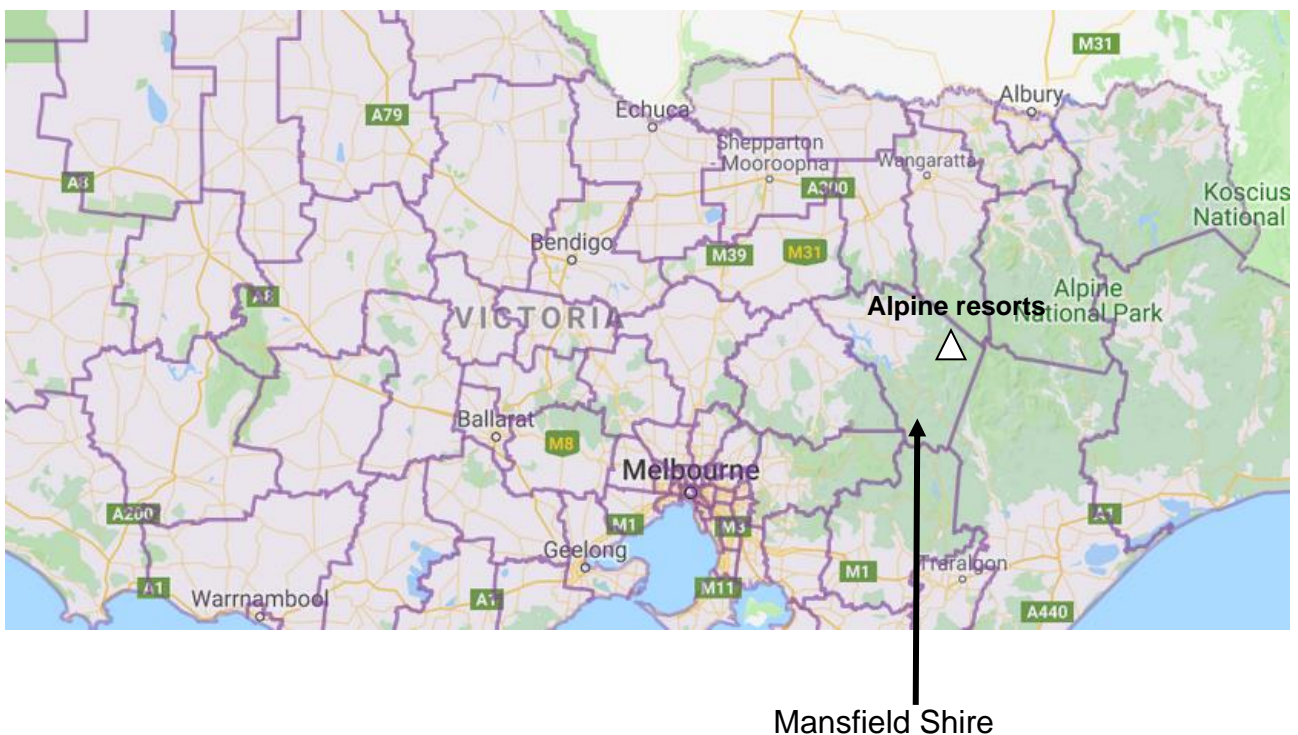 M31
Echuca
Albury
A79
Shepparton
- Mooroopna
Wangaratta
A8
A300
Koscius
National
Bendigo
M39
M31
A8
Alpine resorts
Alpine
National Park
VICTORIA
Ballarat
M8
Melbourne
A200
M1
M3
A1
Geelong
M1
Traralgon
A1
Warrnambool
A1
M11
A440
Mansfield Shire